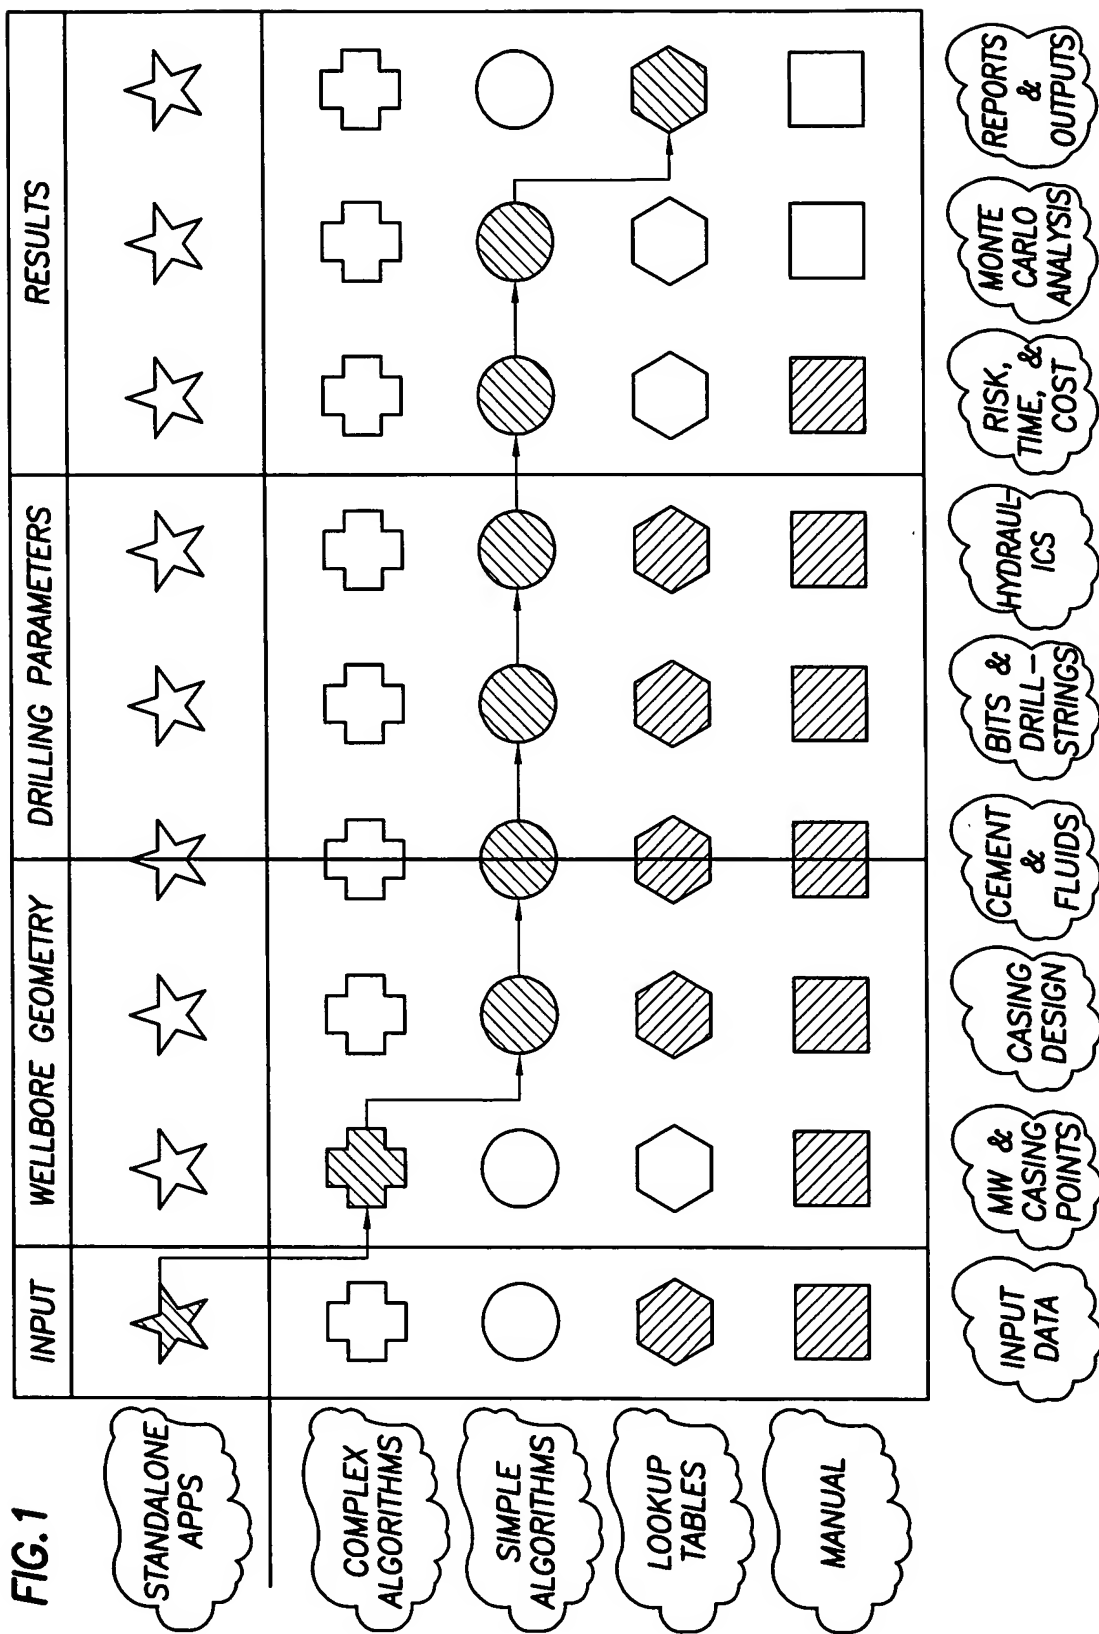 FIG.1
INPUT
WELLBORE GEOMETRY
DRILLING PARAMETERS
RESULTS
STANDALONE
APPS
COMPLEX
ALGORITHMS
SIMPLE
ALGORITHMS
LOOKUP
TABLES
MANUAL
INPUT
DATA
MW &
CASING
POINTS
CASING
DESIGN
CEMENT
&
FLUIDS
BITS &
DRILL-
STRINGS
HYDRAUL-
ICS
RISK,
TIME, &
COST
MONTE
CARLO
ANALYSIS
REPORTS
&
OUTPUTS